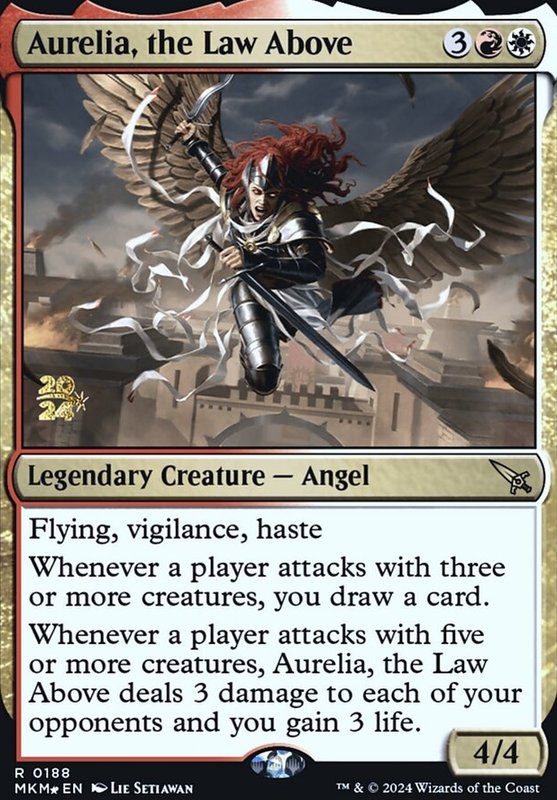 Aurelia, the Law Above 3
2024
Legendary Creature — Angel
Flying, vigilance, haste
Whenever a player attacks with three
or more creatures, you draw a card.
Whenever a player attacks with five
or more creatures, Aurelia, the Law
Above deals 3 damage to each of your
opponents and you gain 3 life.
4/4
R 0188
MKM★EN Lie Setiawan
™ & © 2024 Wizards of the Coast